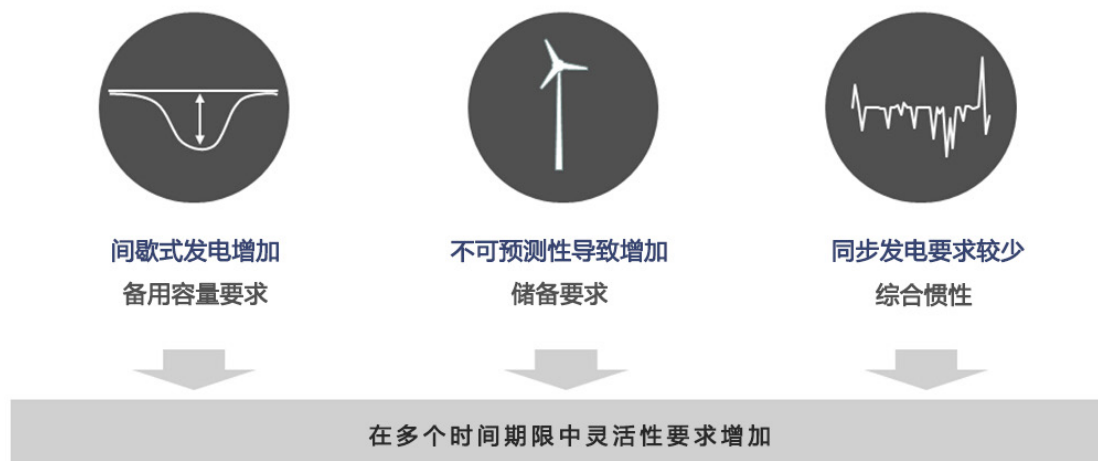 间歇式发电增加
备用容量要求
不可预测性导致增加
储备要求
同步发电要求较少
综合惯性
在多个时间期限中灵活性要求增加